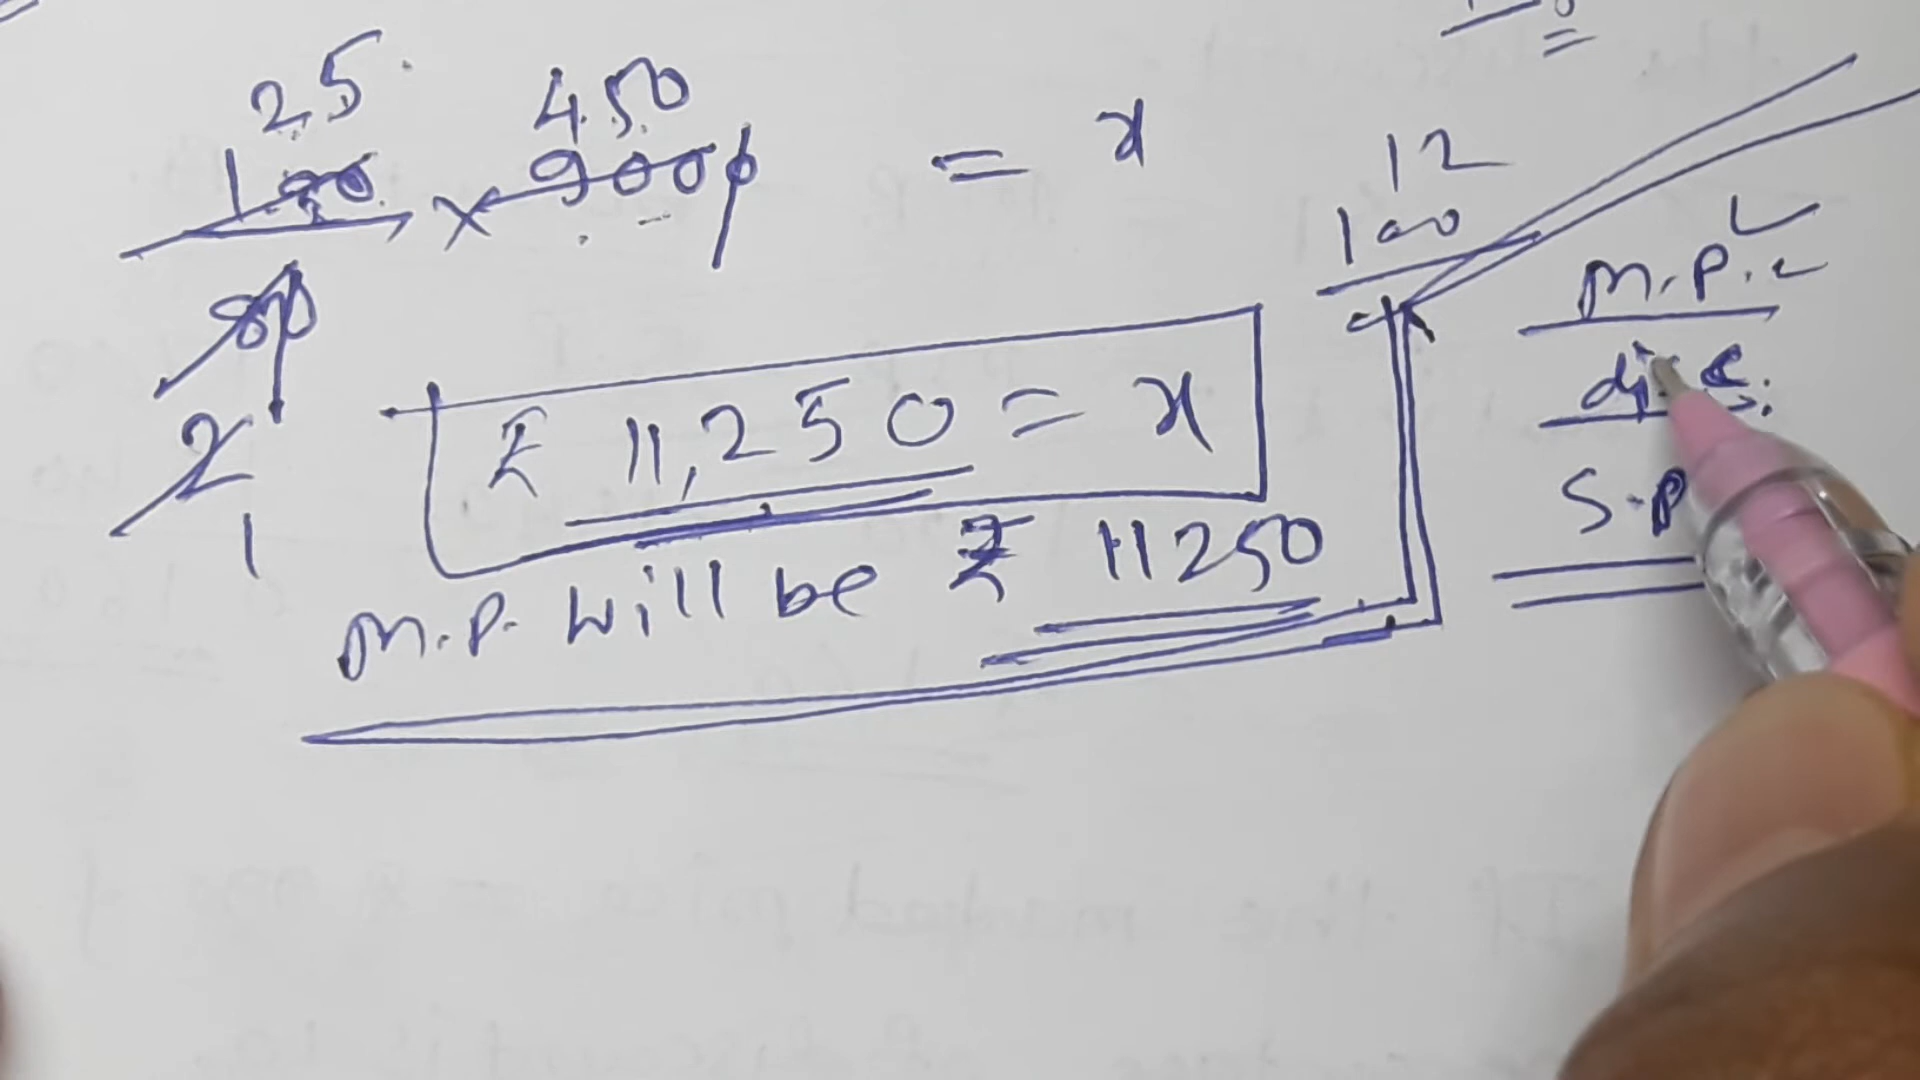 25 450
100 × 9000 = x
80
2
1
₹ 11,250 = x
M.P. will be ₹ 11250
12
100
M.P.
disc.
S.P